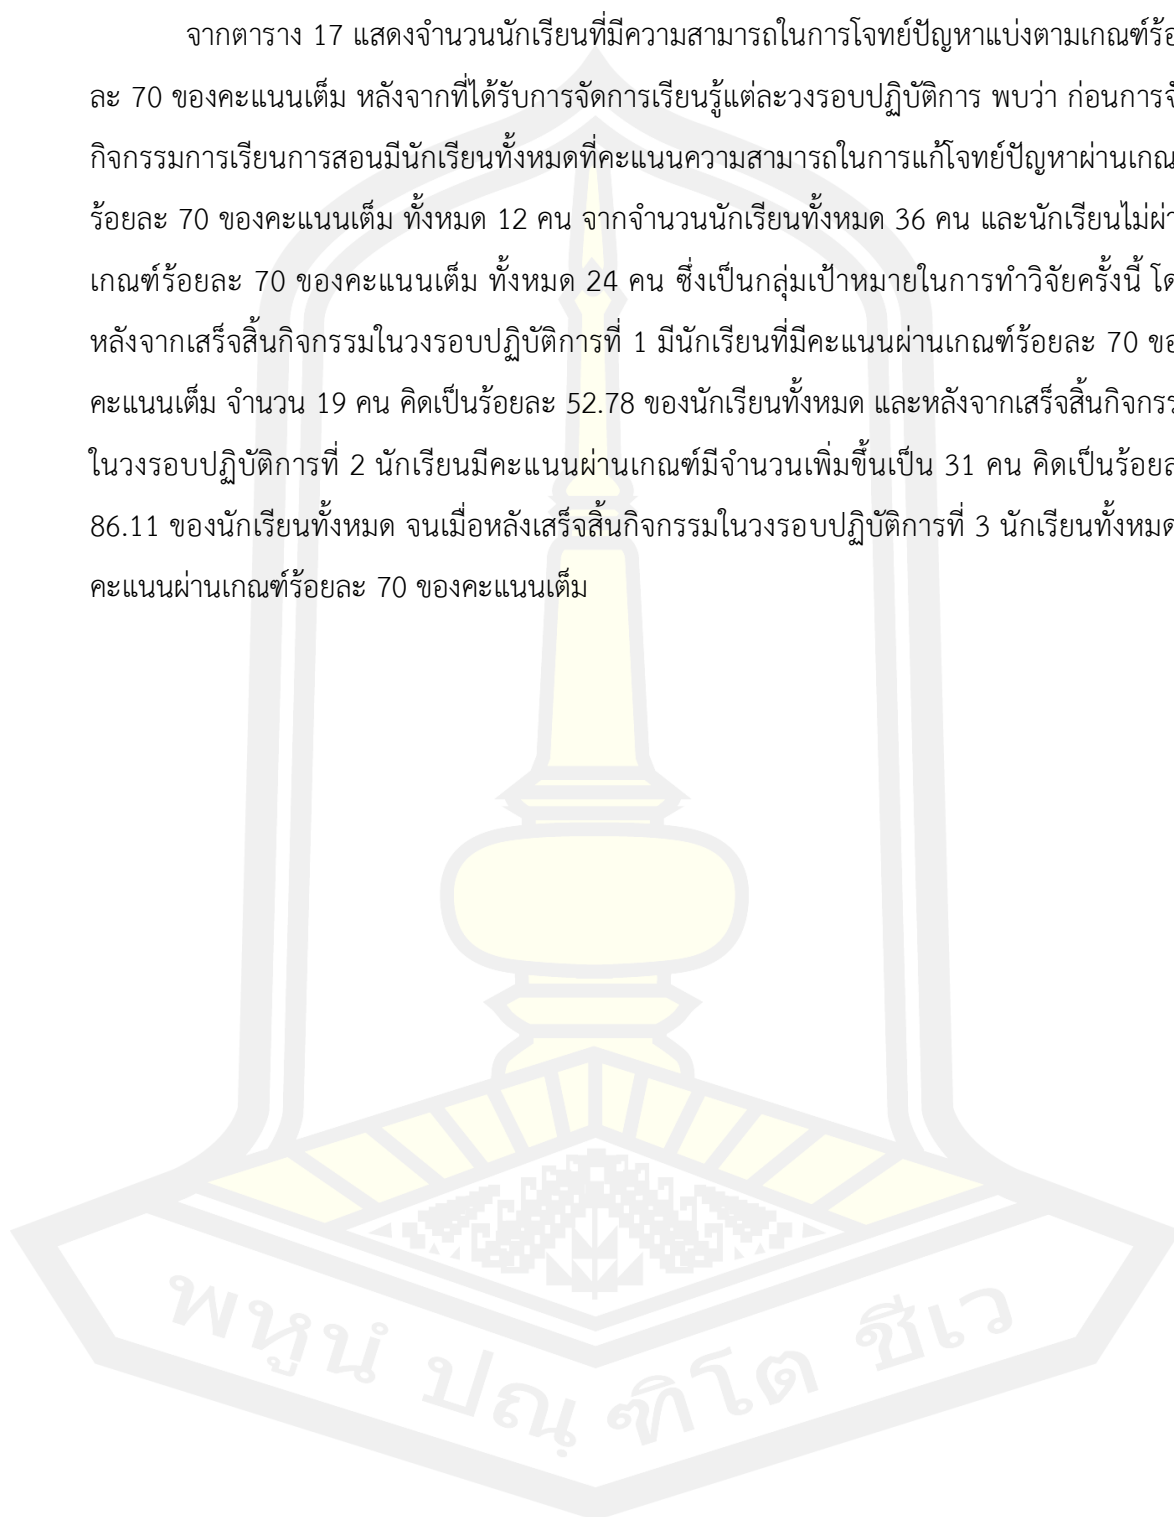 จากตาราง 17 แสดงจำนวนนักเรียนที่มีความสามารถในการโจทย์ปัญหาแบ่งตามเกณฑ์ร้อ
ละ 70 ของคะแนนเต็ม หลังจากที่ได้รับการจัดการเรียนรู้แต่ละวงรอบปฏิบัติการ พบว่า ก่อนการจั
กิจกรรมการเรียนการสอนมีนักเรียนทั้งหมดที่คะแนนความสามารถในการแก้โจทย์ปัญหาผ่านเกณ
ร้อยละ 70 ของคะแนนเต็ม ทั้งหมด 12 คน จากจำนวนนักเรียนทั้งหมด 36 คน และนักเรียนไม่ผ่า
เกณฑ์ร้อยละ 70 ของคะแนนเต็ม ทั้งหมด 24 คน ซึ่งเป็นกลุ่มเป้าหมายในการทำวิจัยครั้งนี้ โด
หลังจากเสร็จสิ้นกิจกรรมในวงรอบปฏิบัติการที่ 1 มีนักเรียนที่มีคะแนนผ่านเกณฑ์ร้อยละ 70 ขอ
คะแนนเต็ม จำนวน 19 คน คิดเป็นร้อยละ 52.78 ของนักเรียนทั้งหมด และหลังจากเสร็จสิ้นกิจกรร
ในวงรอบปฏิบัติการที่ 2 นักเรียนมีคะแนนผ่านเกณฑ์มีจำนวนเพิ่มขึ้นเป็น 31 คน คิดเป็นร้อยล
86.11 ของนักเรียนทั้งหมด จนเมื่อหลังเสร็จสิ้นกิจกรรมในวงรอบปฏิบัติการที่ 3 นักเรียนทั้งหมด
คะแนนผ่านเกณฑ์ร้อยละ 70 ของคะแนนเต็ม
พหูนํ ปณฺฑิโต ชีเว